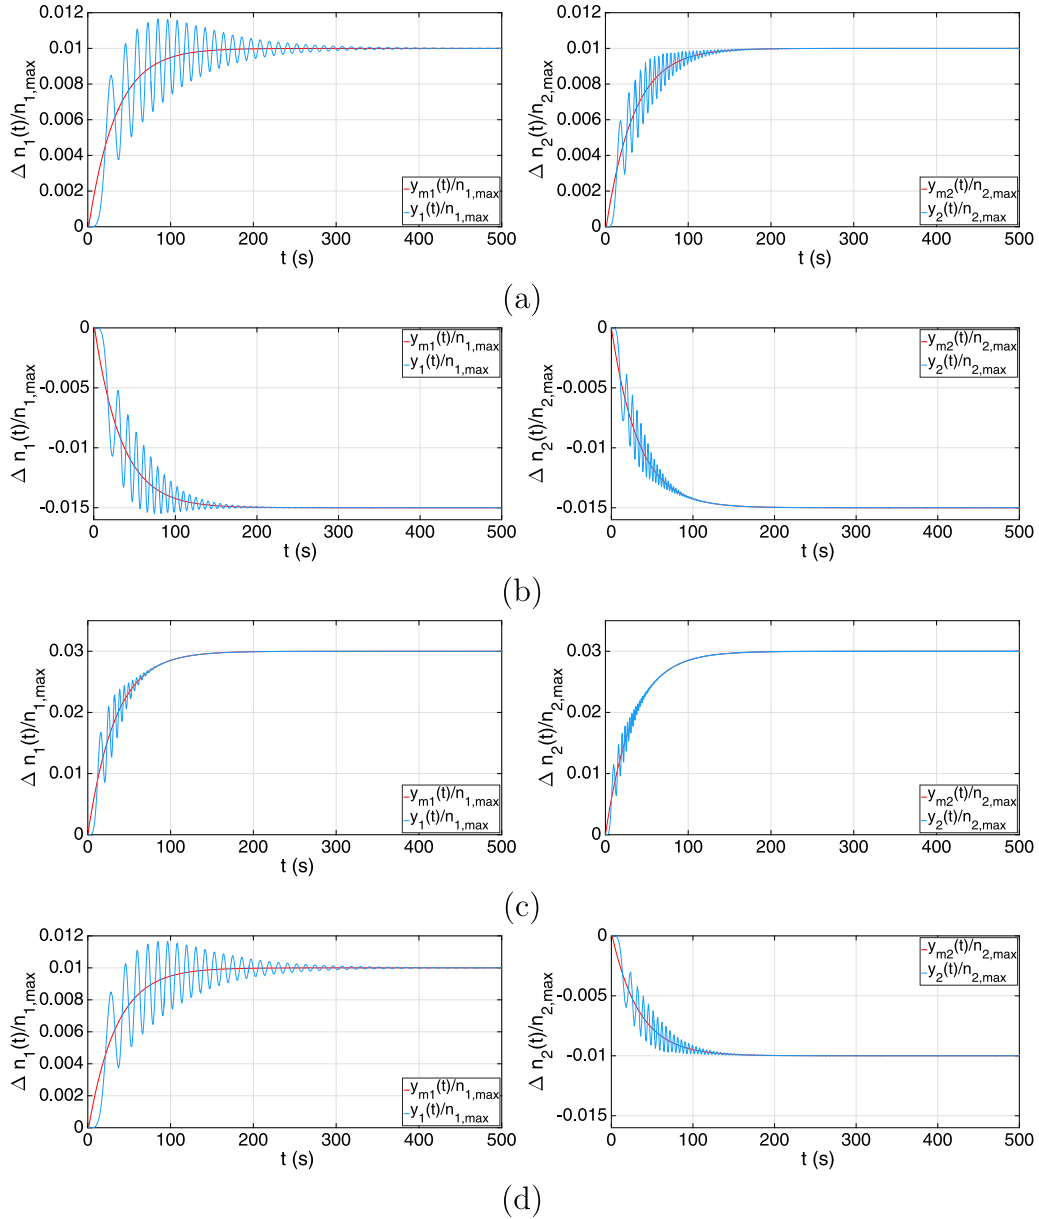 0.012
0.01
0.008
0.006
0.004
0.002
0
Δ n1(t)/n1,max
ym1(t)/n1,max
y1(t)/n1,max
0 100 200 300 400 500
t (s)
0.012
0.01
0.008
0.006
0.004
0.002
0
Δ n2(t)/n2,max
ym2(t)/n2,max
y2(t)/n2,max
0 100 200 300 400 500
t (s)
(a)
0
-0.005
-0.01
-0.015
Δ n1(t)/n1,max
ym1(t)/n1,max
y1(t)/n1,max
0 100 200 300 400 500
t (s)
0
-0.005
-0.01
-0.015
Δ n2(t)/n2,max
ym2(t)/n2,max
y2(t)/n2,max
0 100 200 300 400 500
t (s)
(b)
0.03
0.02
0.01
0
Δ n1(t)/n1,max
ym1(t)/n1,max
y1(t)/n1,max
0 100 200 300 400 500
t (s)
0.03
0.02
0.01
0
Δ n2(t)/n2,max
ym2(t)/n2,max
y2(t)/n2,max
0 100 200 300 400 500
t (s)
(c)
0.012
0.01
0.008
0.006
0.004
0.002
0
Δ n1(t)/n1,max
ym1(t)/n1,max
y1(t)/n1,max
0 100 200 300 400 500
t (s)
0
-0.005
-0.01
-0.015
Δ n2(t)/n2,max
ym2(t)/n2,max
y2(t)/n2,max
0 100 200 300 400 500
t (s)
(d)